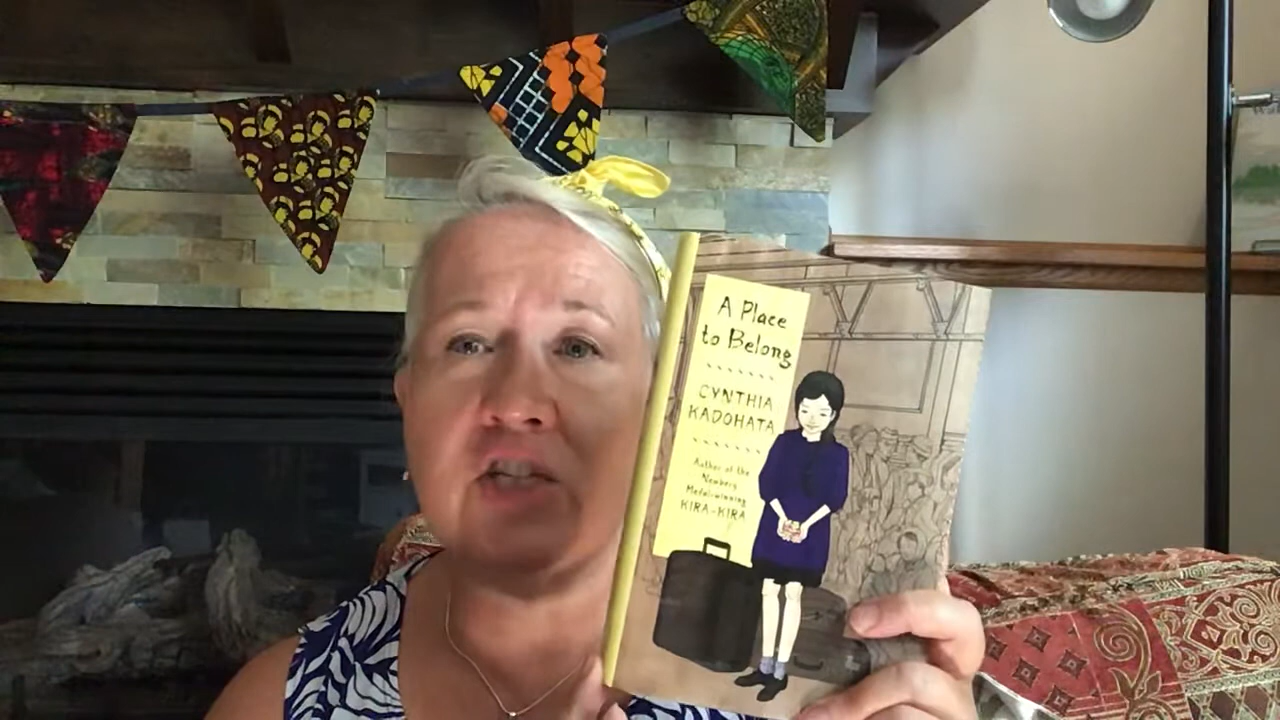 A Place
to Belong
CYNTHIA
KADOHATA
Author of the
Newbery
Medal-winning
KIRA-KIRA